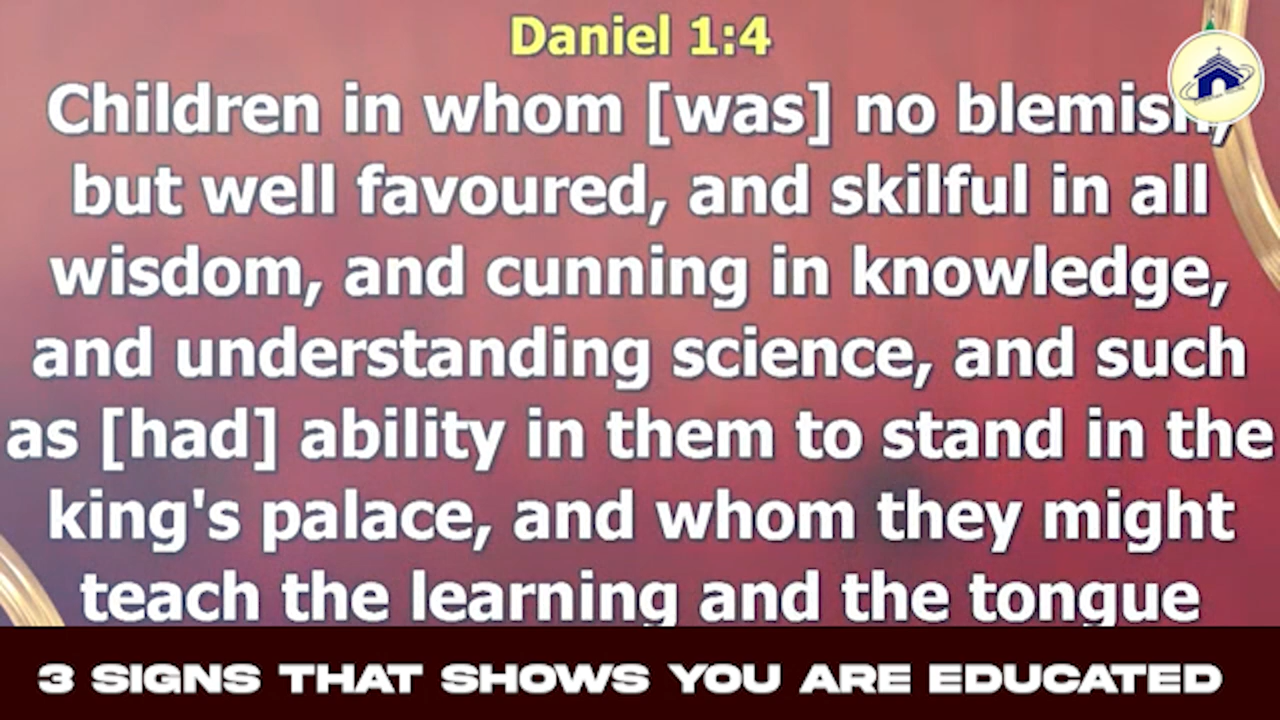 Daniel 1:4
Children in whom [was] no blemish,
but well favoured, and skilful in all
wisdom, and cunning in knowledge,
and understanding science, and such
as [had] ability in them to stand in the
king's palace, and whom they might
teach the learning and the tongue
3 SIGNS THAT SHOWS YOU ARE EDUCATED